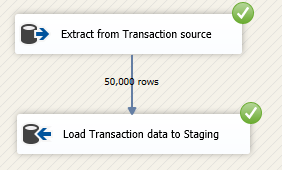 Extract from Transaction source
50,000 rows
Load Transaction data to Staging